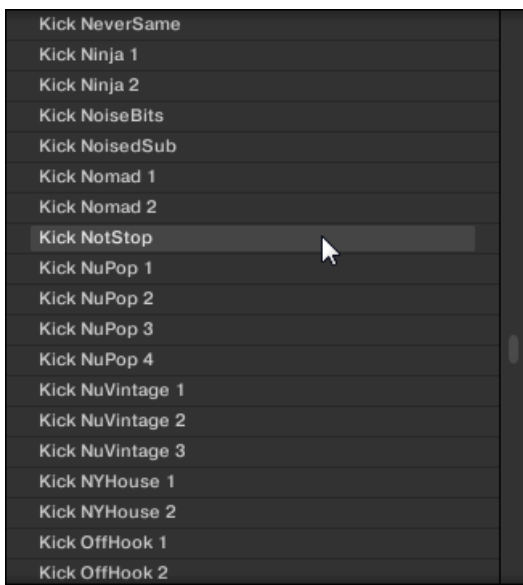 Kick NeverSame
Kick Ninja 1
Kick Ninja 2
Kick NoiseBits
Kick NoisedSub
Kick Nomad 1
Kick Nomad 2
Kick NotStop
Kick NuPop 1
Kick NuPop 2
Kick NuPop 3
Kick NuPop 4
Kick NuVintage 1
Kick NuVintage 2
Kick NuVintage 3
Kick NYHouse 1
Kick NYHouse 2
Kick OffHook 1
Kick OffHook 2